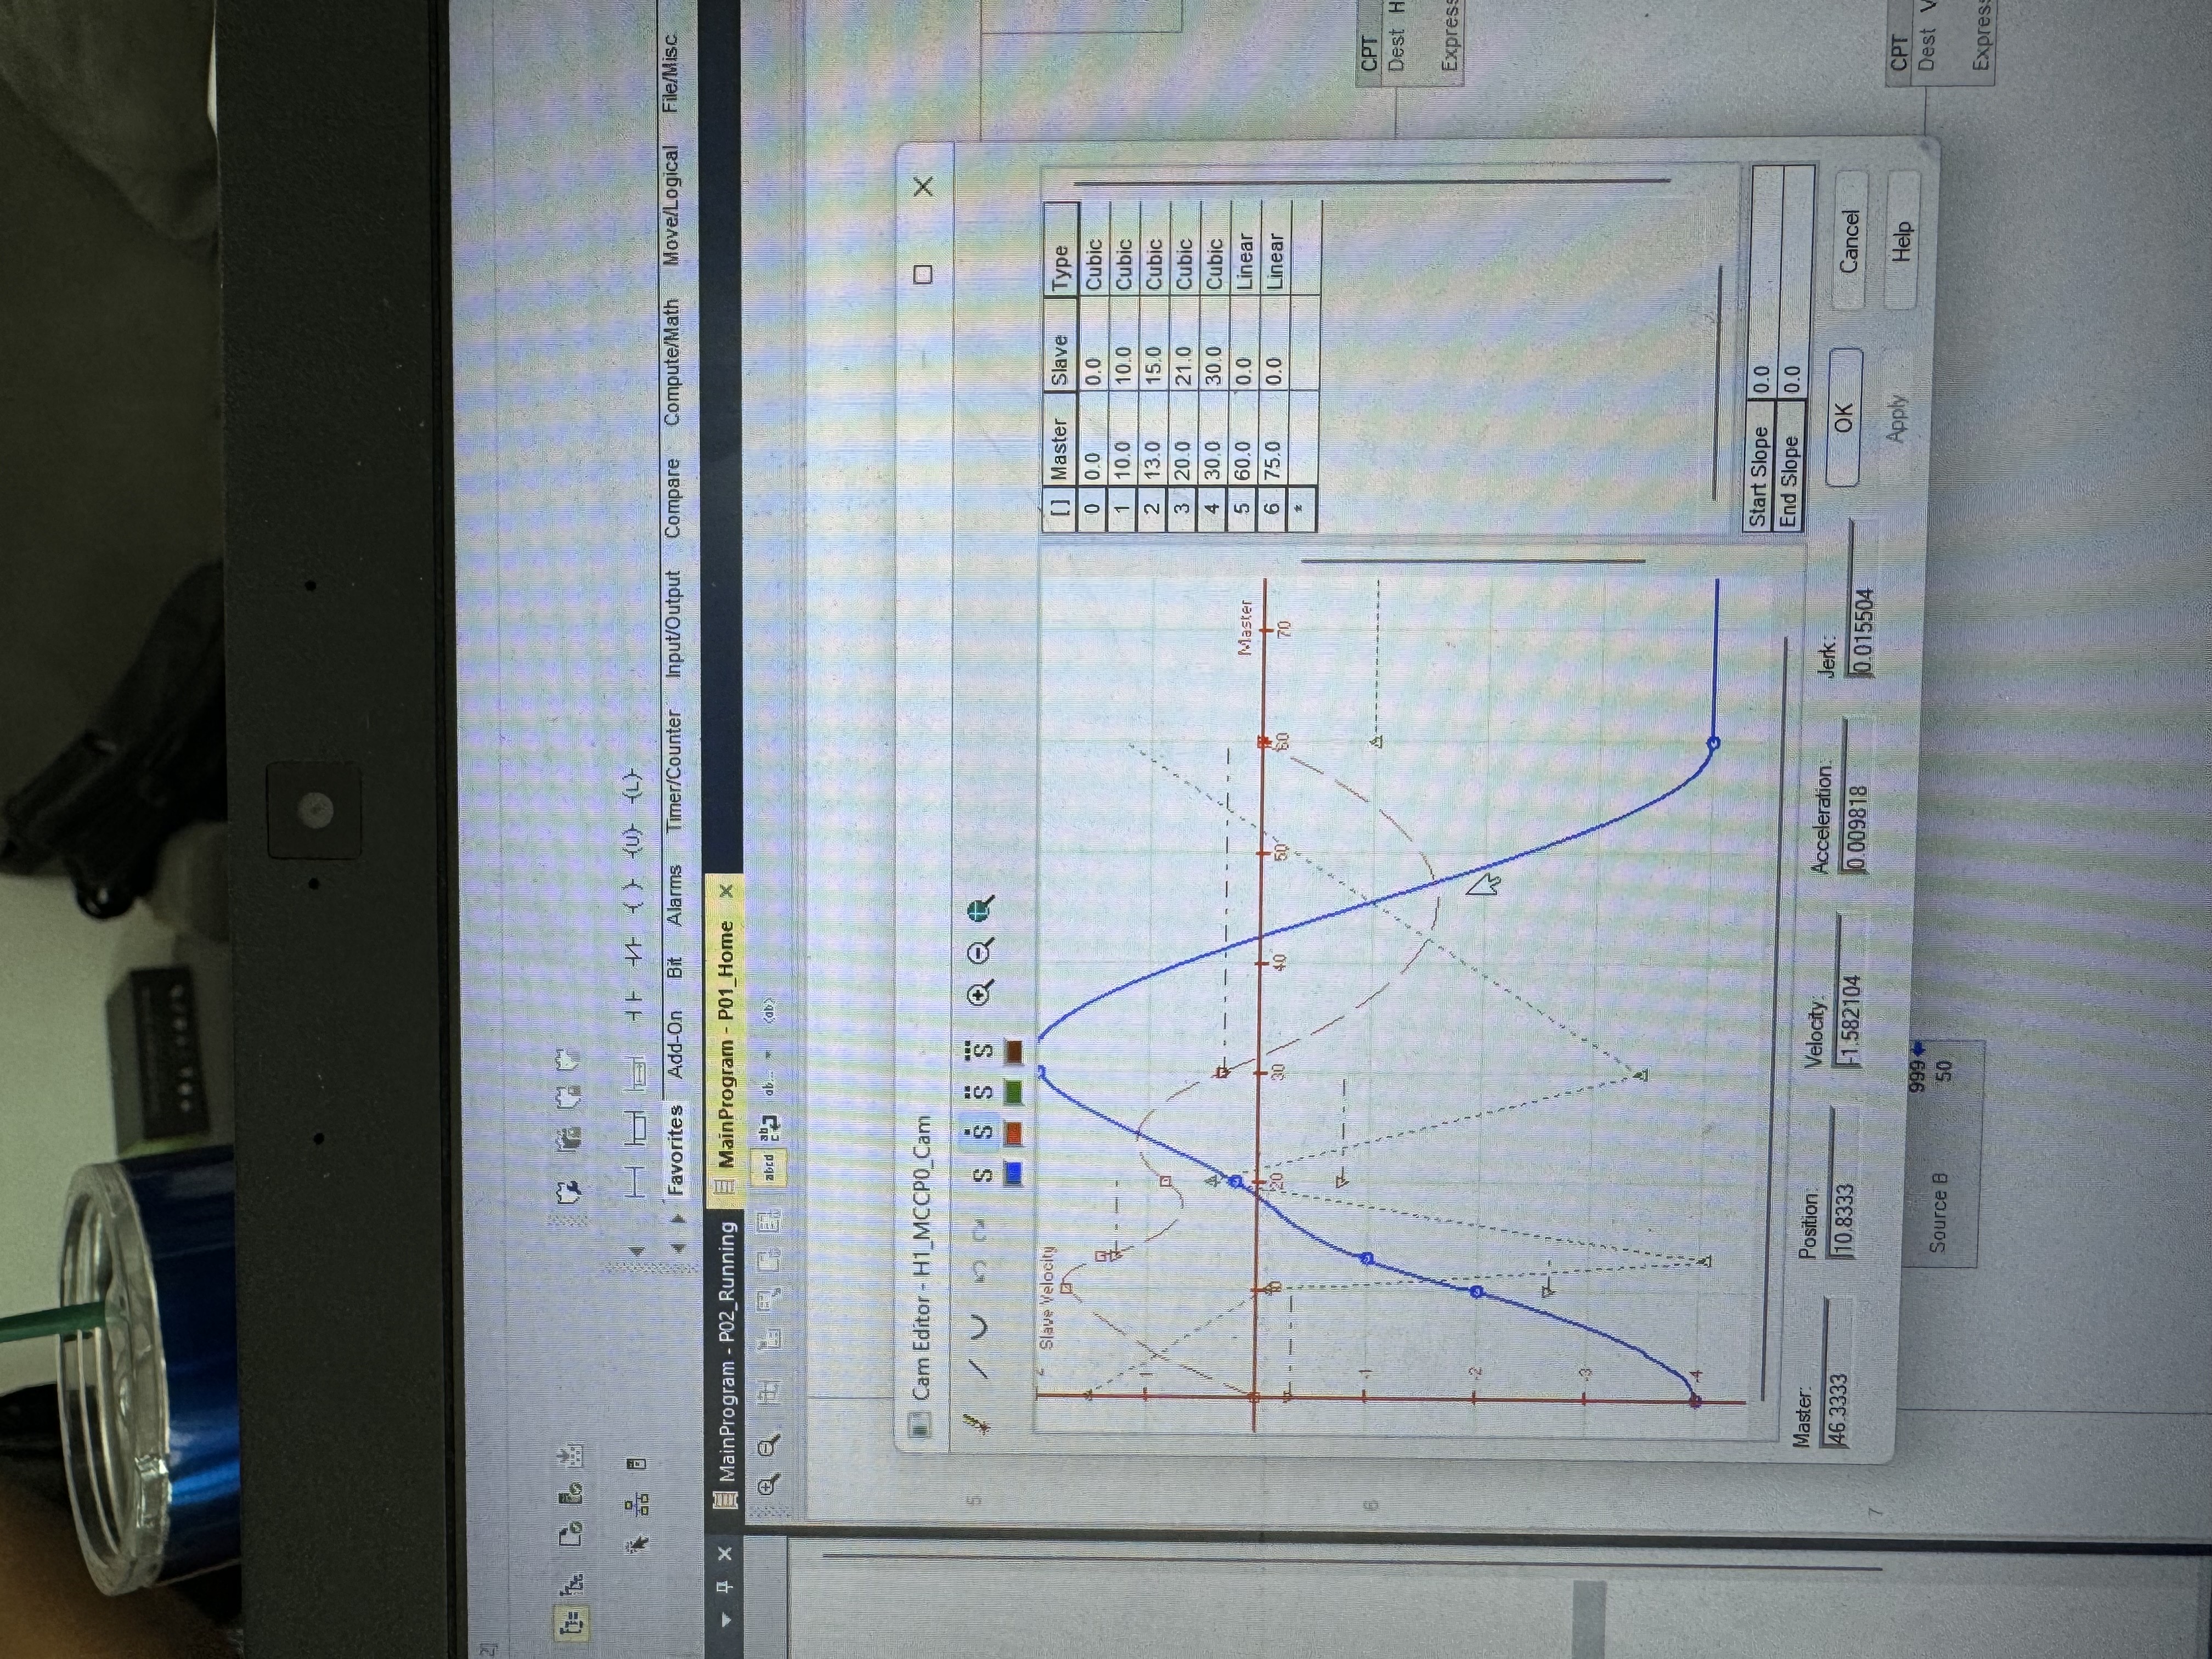 2]
Favorites Add-On Bit Alarms Timer/Counter Input/Output Compare Compute/Math Move/Logical File/Misc
MainProgram - P02_Running MainProgram - P01_Home
abcd ab c ab... <ab>
5
Cam Editor - H1_MCCP0_Cam
S S S S
2 Slave Velocity
1
Master
10 20 30 40 50 60 70
-1
-2
-3
-4
[ ] Master Slave Type
0 0.0 0.0 Cubic
1 10.0 10.0 Cubic
2 13.0 15.0 Cubic
3 20.0 21.0 Cubic
4 30.0 30.0 Cubic
5 60.0 0.0 Linear
6 75.0 0.0 Linear
*
Start Slope 0.0
End Slope 0.0
Master: Position: Velocity: Acceleration: Jerk:
46.3333 10.8333 -1.582104 0.009818 0.015504
OK Cancel
Apply Help
6
CPT
Dest H
Express
7
999
Source B 50
CPT
Dest V
Express